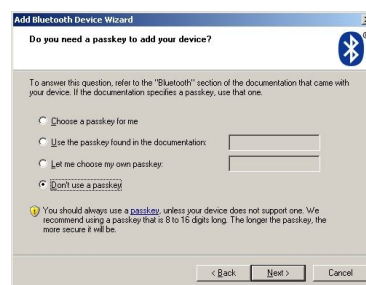 Add Bluetooth Device Wizard
Do you need a passkey to add your device?
To answer this question, refer to the "Bluetooth" section of the documentation that came with
your device. If the documentation specifies a passkey, use that one.
Choose a passkey for me
Use the passkey found in the documentation:
Let me choose my own passkey:
Don't use a passkey
You should always use a passkey, unless your device does not support one. We
recommend using a passkey that is 8 to 16 digits long. The longer the passkey, the
more secure it will be.
< Back Next > Cancel